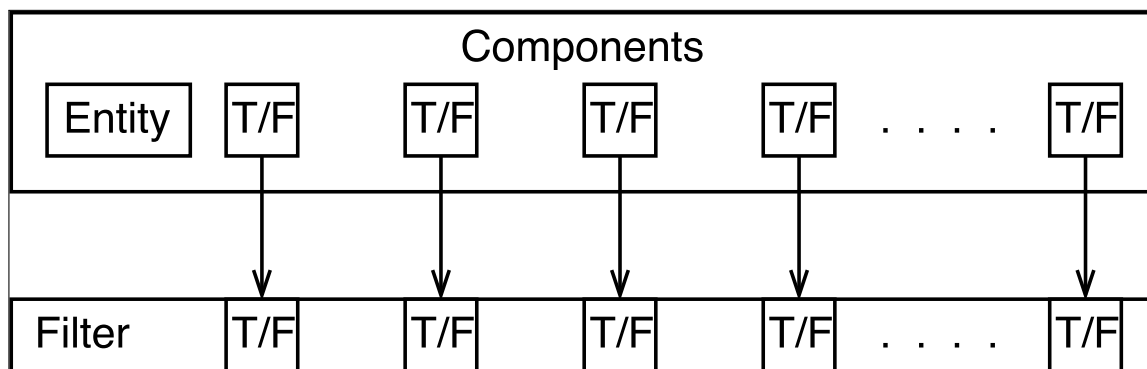 Components
Entity T/F T/F T/F T/F . . . . T/F
Filter T/F T/F T/F T/F . . . . T/F